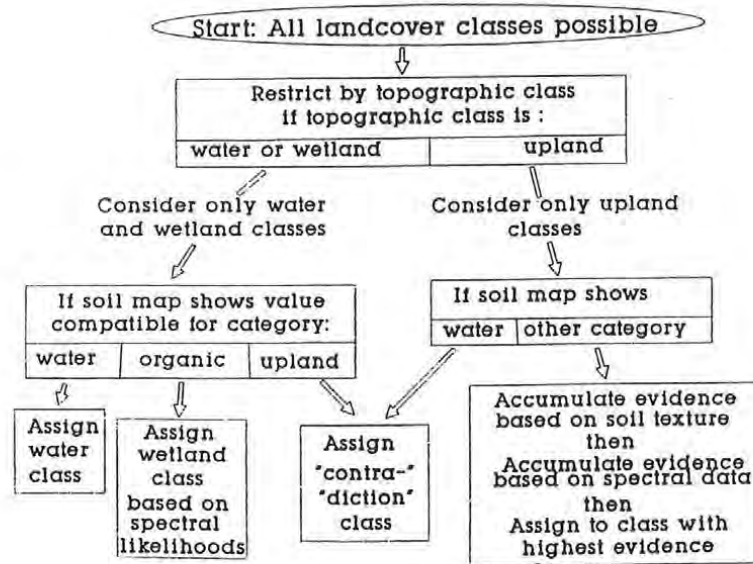 Start: All landcover classes possible
Restrict by topographic class
if topographic class is :
water or wetland
upland
Consider only water
and wetland classes
Consider only upland
classes
If soil map shows value
compatible for category:
water
organic
upland
If soil map shows
water
other category
Assign
water
class
Assign
wetland
class
based on
spectral
likelihoods
Assign
"contra-"
"diction"
class
Accumulate evidence
based on soil texture
then
Accumulate evidence
based on spectral data
then
Assign to class with
highest evidence